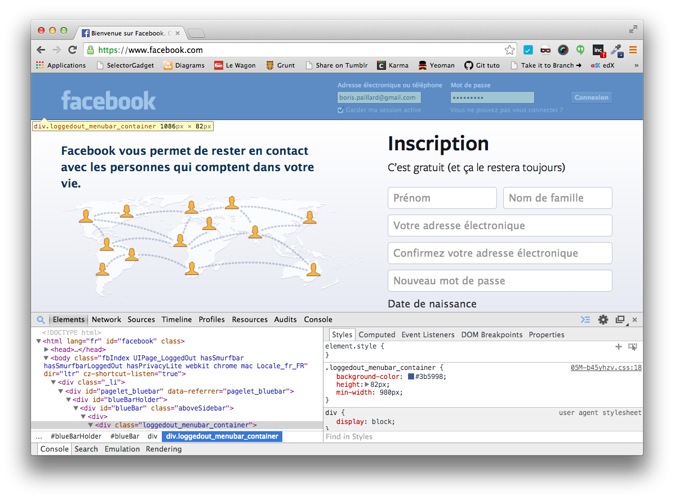 Bienvenue sur Facebook. C
https://www.facebook.com
Applications SelectorGadget Diagrams Le Wagon Grunt Share on Tumblr Karma Yeoman Git tuto Take it to Branch → edX edX »
facebook
Adresse électronique ou téléphone Mot de passe
boris.paillard@gmail.com ••••••••• Connexion
Garder ma session active Vous ne pouvez pas vous connecter ?
div.loggedout_menubar_container 1086px × 82px
Inscription
Facebook vous permet de rester en contact
avec les personnes qui comptent dans votre
vie.
C'est gratuit (et ça le restera toujours)
Prénom Nom de famille
Votre adresse électronique
Confirmez votre adresse électronique
Nouveau mot de passe
Date de naissance
Elements Network Sources Timeline Profiles Resources Audits Console
<!DOCTYPE html>
<html lang="fr" id="facebook" class>
<head>…</head>
<body class="fbIndex UIPage_LoggedOut hasSmurfbar
hasSmurfbarLoggedOut hasPrivacyLite webkit chrome mac Locale_fr_FR"
dir="ltr" cz-shortcut-listen="true">
<div class="_li">
<div id="pagelet_bluebar" data-referrer="pagelet_bluebar">
<div id="blueBarHolder">
<div id="blueBar" class="aboveSidebar">
<div>
<div class="loggedout_menubar_container">
... #blueBarHolder #blueBar div div.loggedout_menubar_container
Styles Computed Event Listeners DOM Breakpoints Properties
element.style {
}
.loggedout_menubar_container { 05M-b45yhzv.css:18
background-color: #3b5998;
height: 82px;
min-width: 980px;
}
div { user agent stylesheet
display: block;
}
Find in Styles
Console Search Emulation Rendering